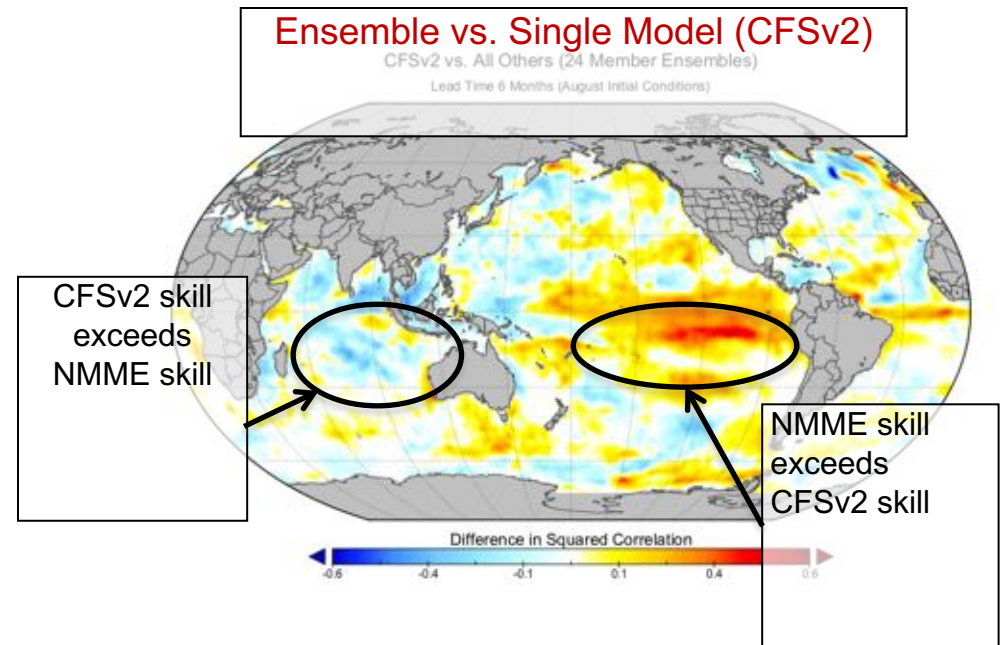 Ensemble vs. Single Model (CFSv2)
CFSv2 vs. All Others (24 Member Ensembles)
Lead Time 6 Months (August Initial Conditions)
CFSv2 skill
exceeds
NMME skill
NMME skill
exceeds
CFSv2 skill
Difference in Squared Correlation
-0.6 -0.4 -0.1 0.1 0.4 0.6